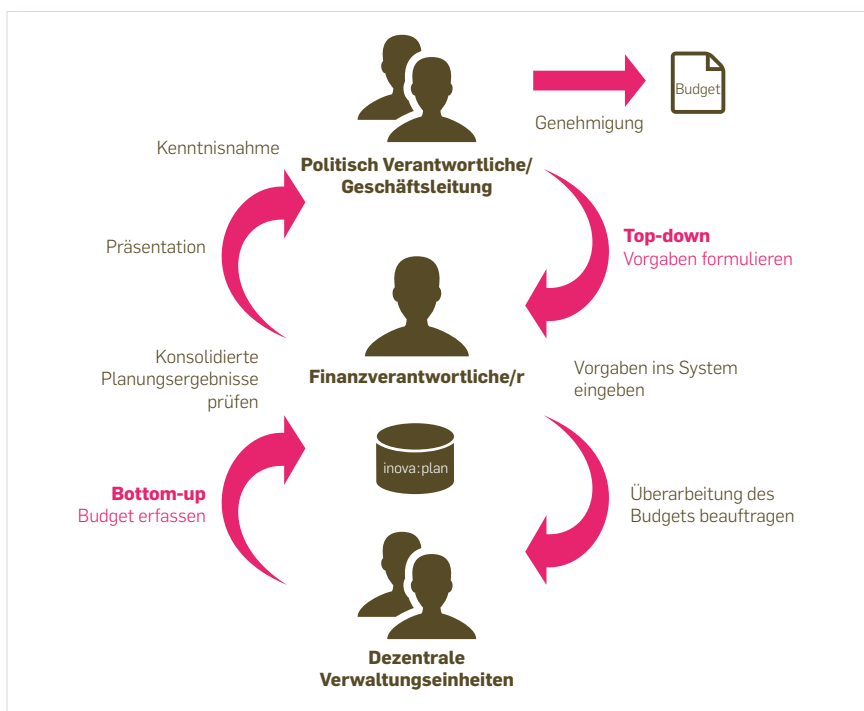 Budget
Genehmigung
Kenntnisnahme
Politisch Verantwortliche/
Geschäftsleitung
Präsentation
Top-down
Vorgaben formulieren
Konsolidierte
Planungsergebnisse
prüfen
Finanzverantwortliche/r
Vorgaben ins System
eingeben
inova:plan
Bottom-up
Budget erfassen
Überarbeitung des
Budgets beauftragen
Dezentrale
Verwaltungseinheiten